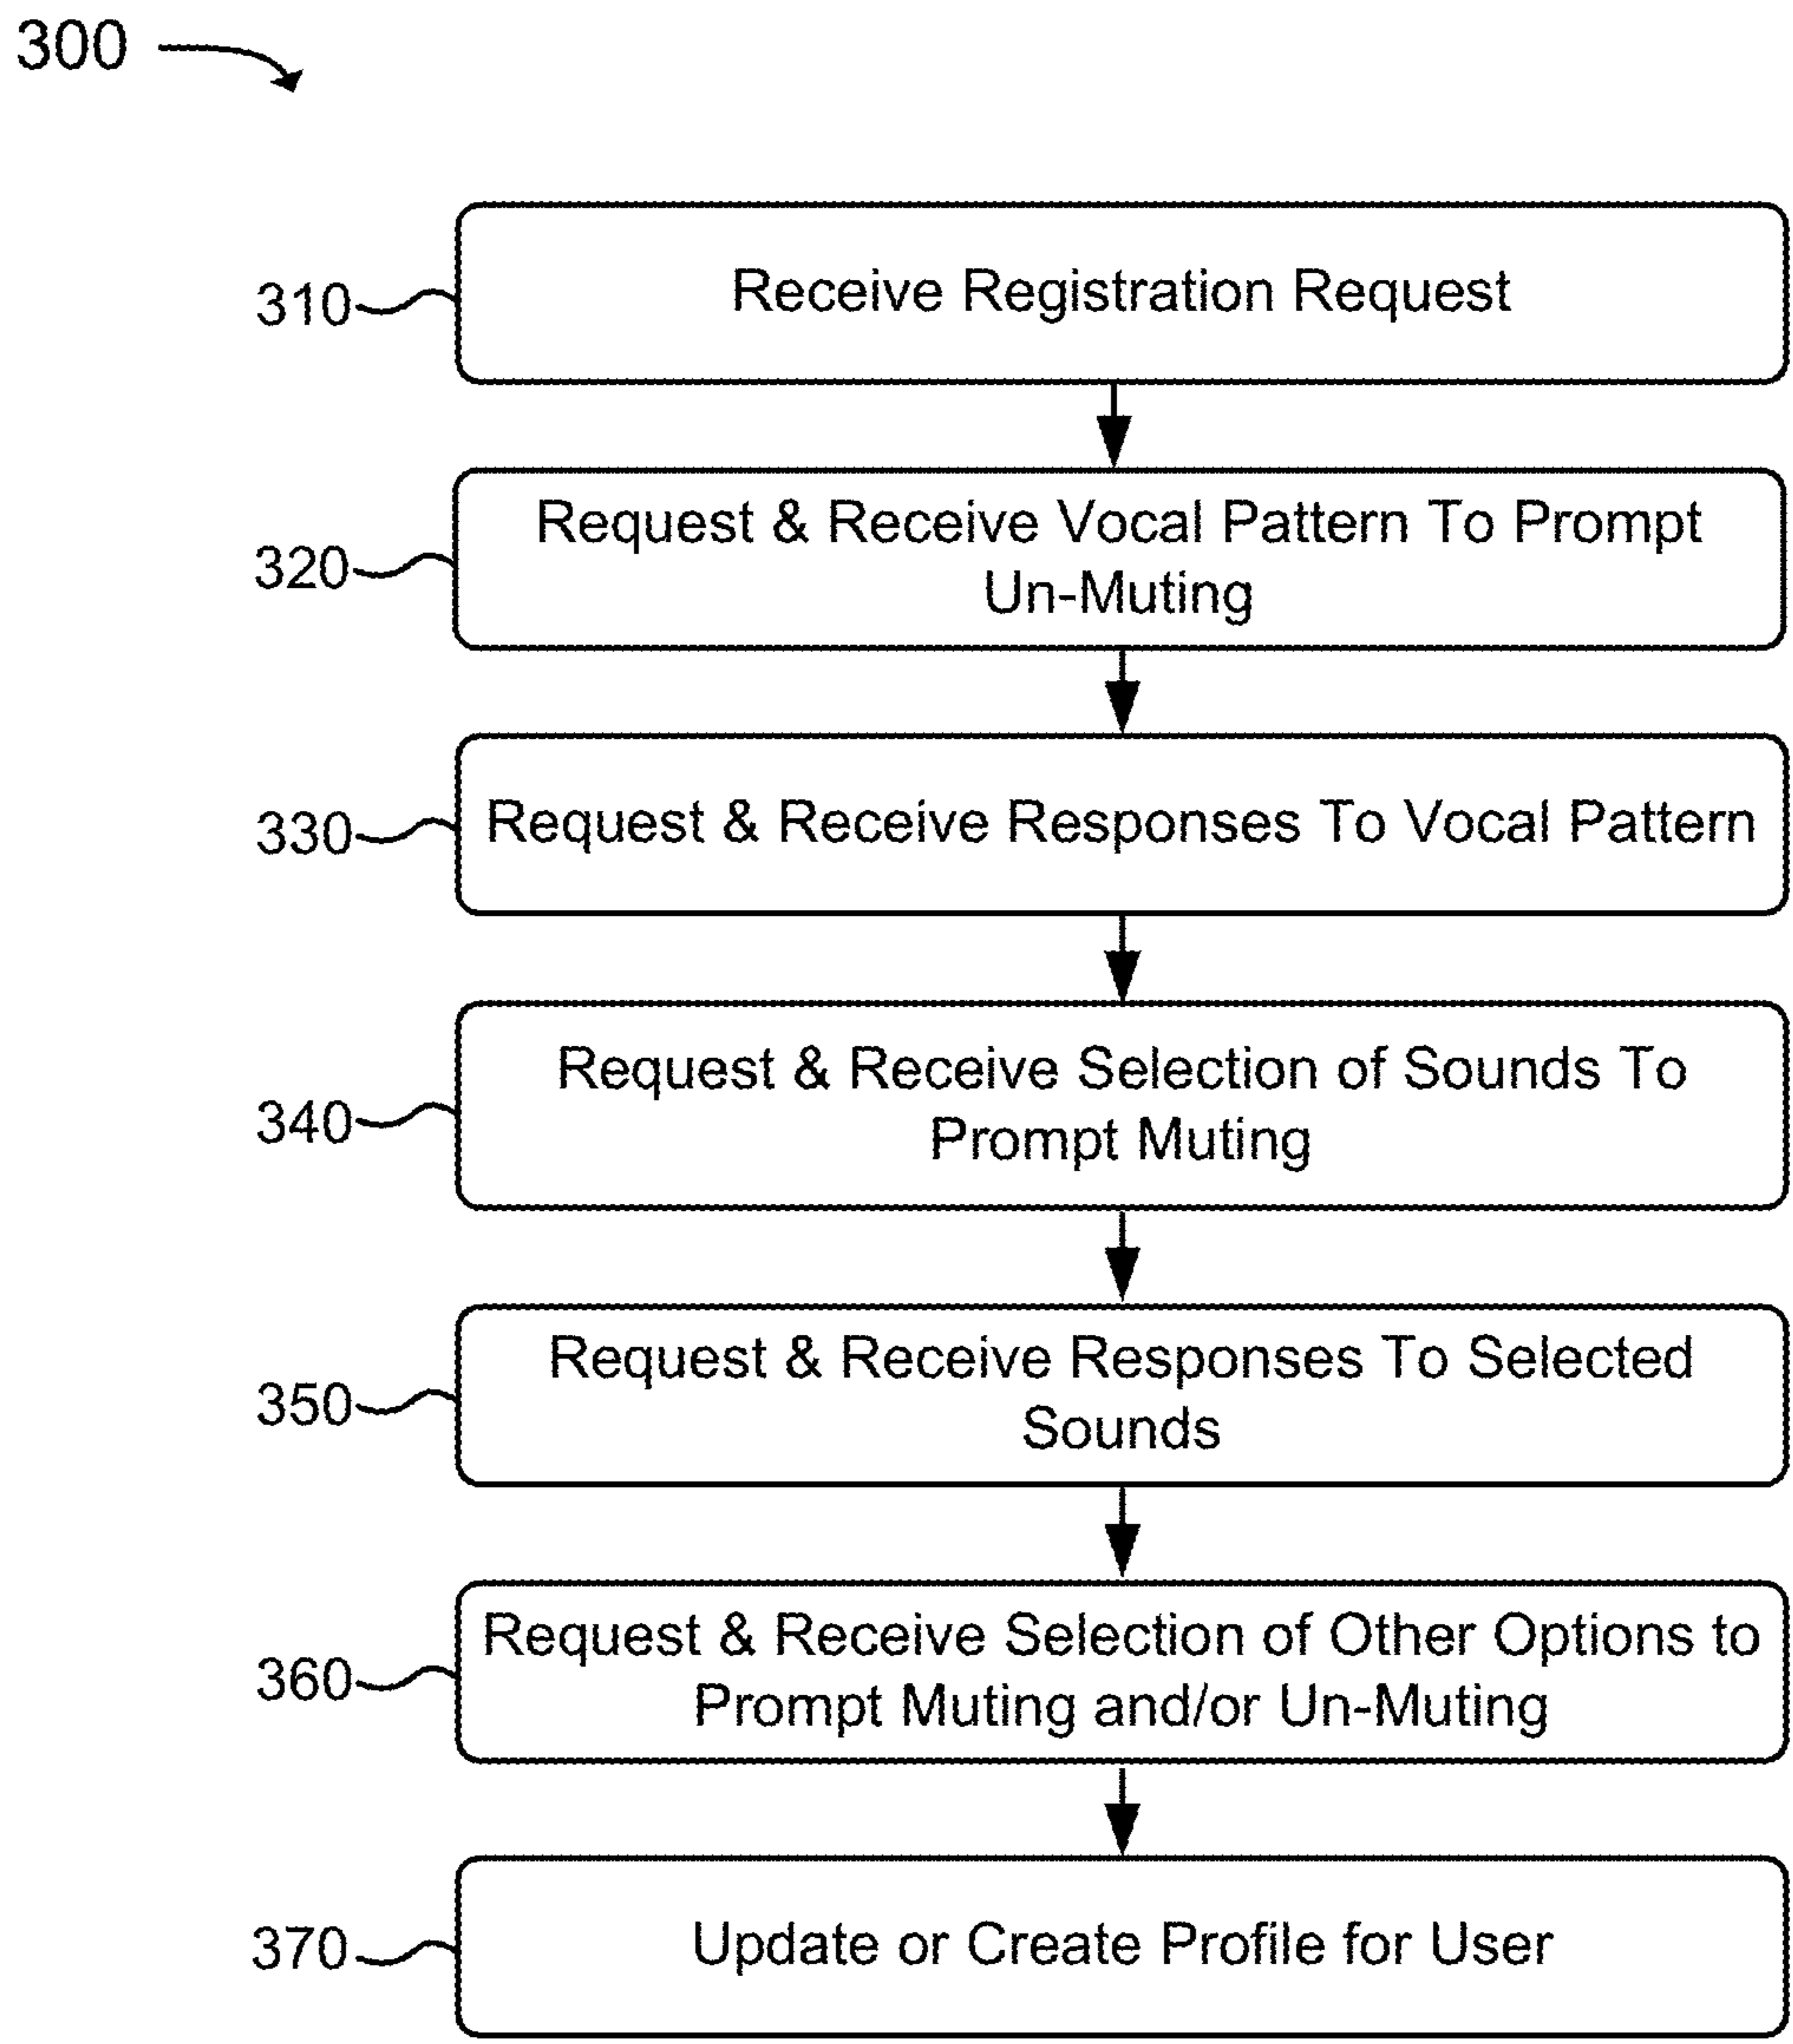 300
310
Receive Registration Request
320
Request & Receive Vocal Pattern To Prompt
Un-Muting
330
Request & Receive Responses To Vocal Pattern
340
Request & Receive Selection of Sounds To
Prompt Muting
350
Request & Receive Responses To Selected
Sounds
360
Request & Receive Selection of Other Options to
Prompt Muting and/or Un-Muting
370
Update or Create Profile for User